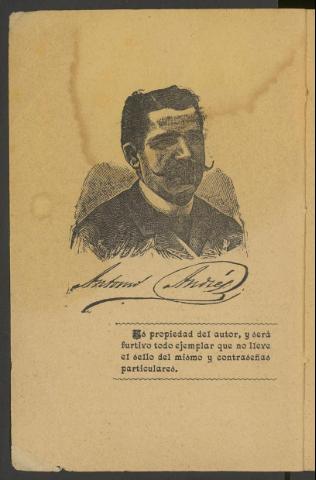 Antonio Andrés
Es propiedad del autor, y será
furtivo todo ejemplar que no lleve
el sello del mismo y contraseñas
particulares.